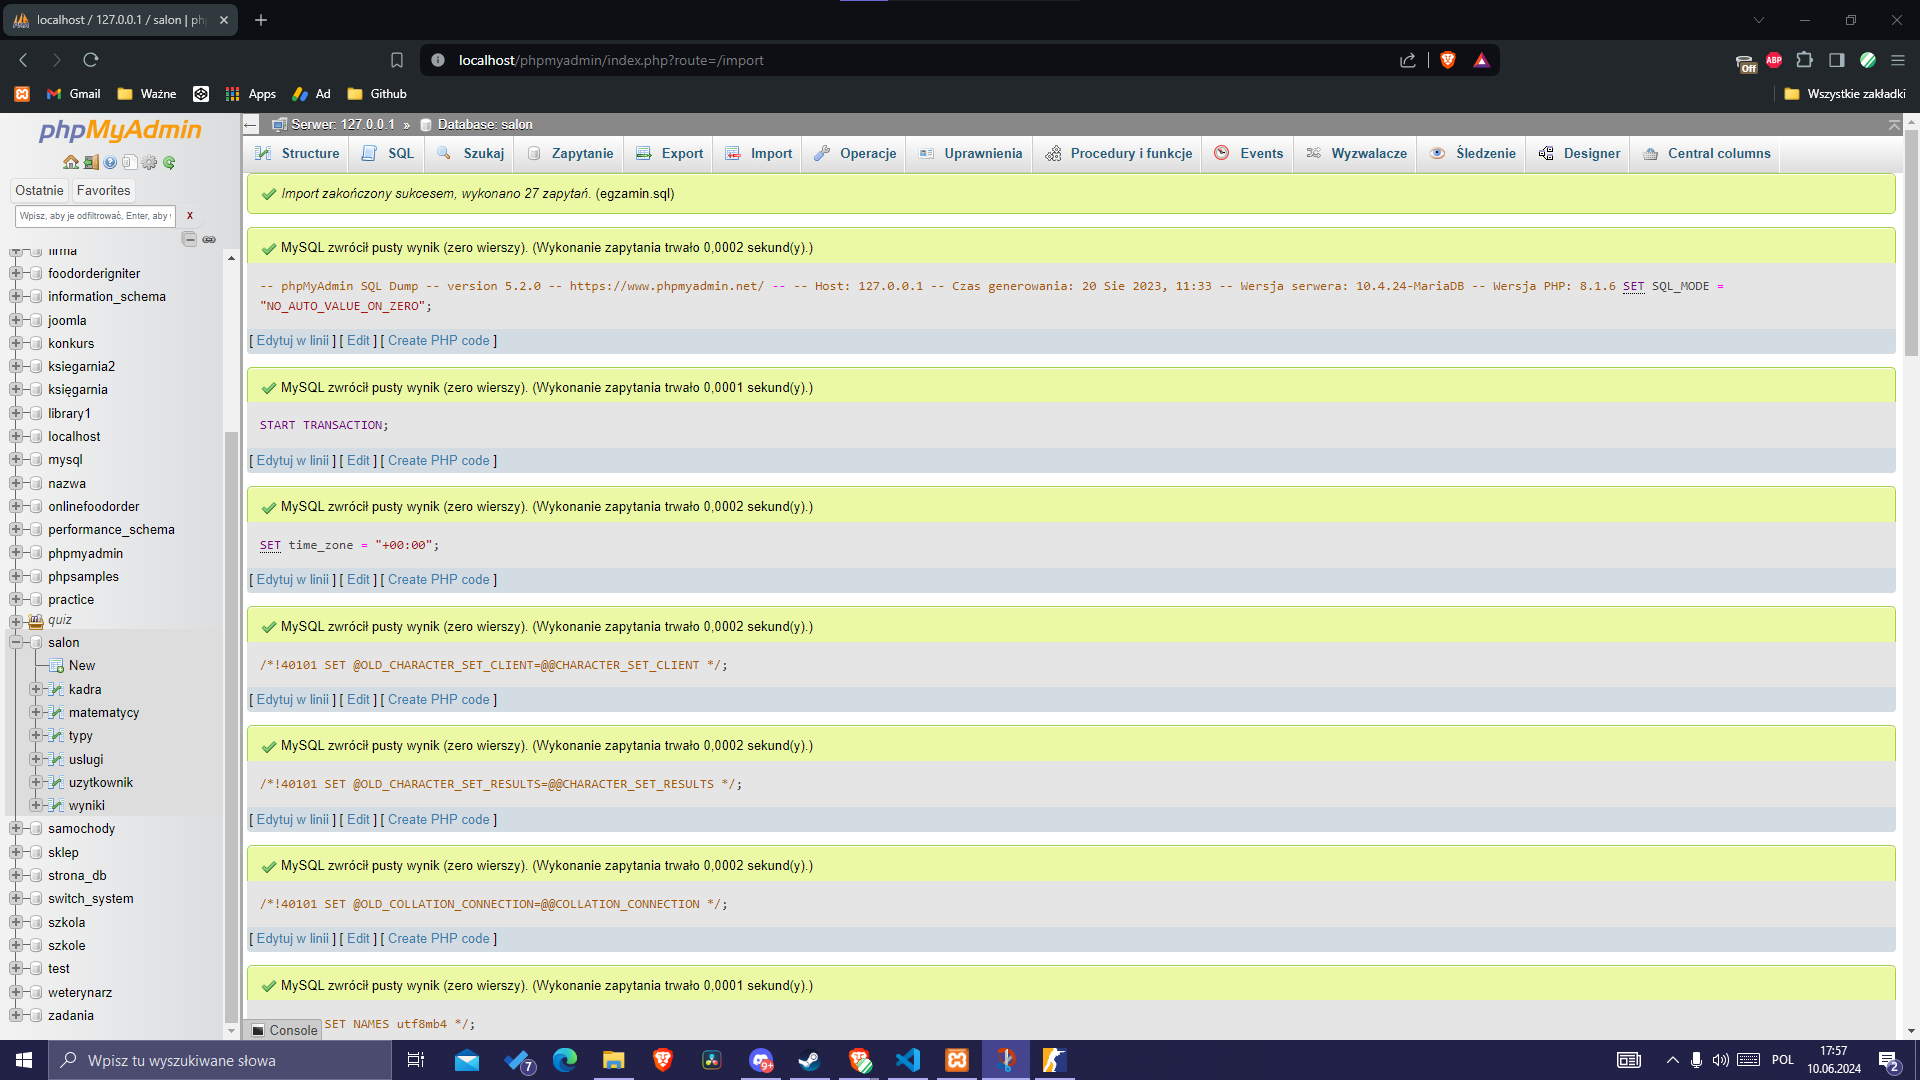 localhost / 127.0.0.1 / salon | ph
localhost/phpmyadmin/index.php?route=/import
Off
ABP
Gmail
Ważne
Apps
Ad
Github
Wszystkie zakładki
phpMyAdmin
Ostatnie
Favorites
Wpisz, aby je odfiltrować, Enter, aby
X
firma
foodorderigniter
information_schema
joomla
konkurs
ksiegarnia2
księgarnia
library1
localhost
mysql
nazwa
onlinefoodorder
performance_schema
phpmyadmin
phpsamples
practice
quiz
salon
New
kadra
matematycy
typy
uslugi
uzytkownik
wyniki
samochody
sklep
strona_db
switch_system
szkola
szkole
test
weterynarz
zadania
Serwer: 127.0.0.1 » Database: salon
Structure
SQL
Szukaj
Zapytanie
Export
Import
Operacje
Uprawnienia
Procedury i funkcje
Events
Wyzwalacze
Śledzenie
Designer
Central columns
Import zakończony sukcesem, wykonano 27 zapytań. (egzamin.sql)
MySQL zwrócił pusty wynik (zero wierszy). (Wykonanie zapytania trwało 0,0002 sekund(y).)
-- phpMyAdmin SQL Dump -- version 5.2.0 -- https://www.phpmyadmin.net/ -- -- Host: 127.0.0.1 -- Czas generowania: 20 Sie 2023, 11:33 -- Wersja serwera: 10.4.24-MariaDB -- Wersja PHP: 8.1.6 SET SQL_MODE =
"NO_AUTO_VALUE_ON_ZERO";
[ Edytuj w linii ] [ Edit ] [ Create PHP code ]
MySQL zwrócił pusty wynik (zero wierszy). (Wykonanie zapytania trwało 0,0001 sekund(y).)
START TRANSACTION;
[ Edytuj w linii ] [ Edit ] [ Create PHP code ]
MySQL zwrócił pusty wynik (zero wierszy). (Wykonanie zapytania trwało 0,0002 sekund(y).)
SET time_zone = "+00:00";
[ Edytuj w linii ] [ Edit ] [ Create PHP code ]
MySQL zwrócił pusty wynik (zero wierszy). (Wykonanie zapytania trwało 0,0002 sekund(y).)
/*!40101 SET @OLD_CHARACTER_SET_CLIENT=@@CHARACTER_SET_CLIENT */;
[ Edytuj w linii ] [ Edit ] [ Create PHP code ]
MySQL zwrócił pusty wynik (zero wierszy). (Wykonanie zapytania trwało 0,0002 sekund(y).)
/*!40101 SET @OLD_CHARACTER_SET_RESULTS=@@CHARACTER_SET_RESULTS */;
[ Edytuj w linii ] [ Edit ] [ Create PHP code ]
MySQL zwrócił pusty wynik (zero wierszy). (Wykonanie zapytania trwało 0,0002 sekund(y).)
/*!40101 SET @OLD_COLLATION_CONNECTION=@@COLLATION_CONNECTION */;
[ Edytuj w linii ] [ Edit ] [ Create PHP code ]
MySQL zwrócił pusty wynik (zero wierszy). (Wykonanie zapytania trwało 0,0001 sekund(y).)
SET NAMES utf8mb4 */;
Console
Wpisz tu wyszukiwane słowa
7
9+
POL
17:57
10.06.2024
2